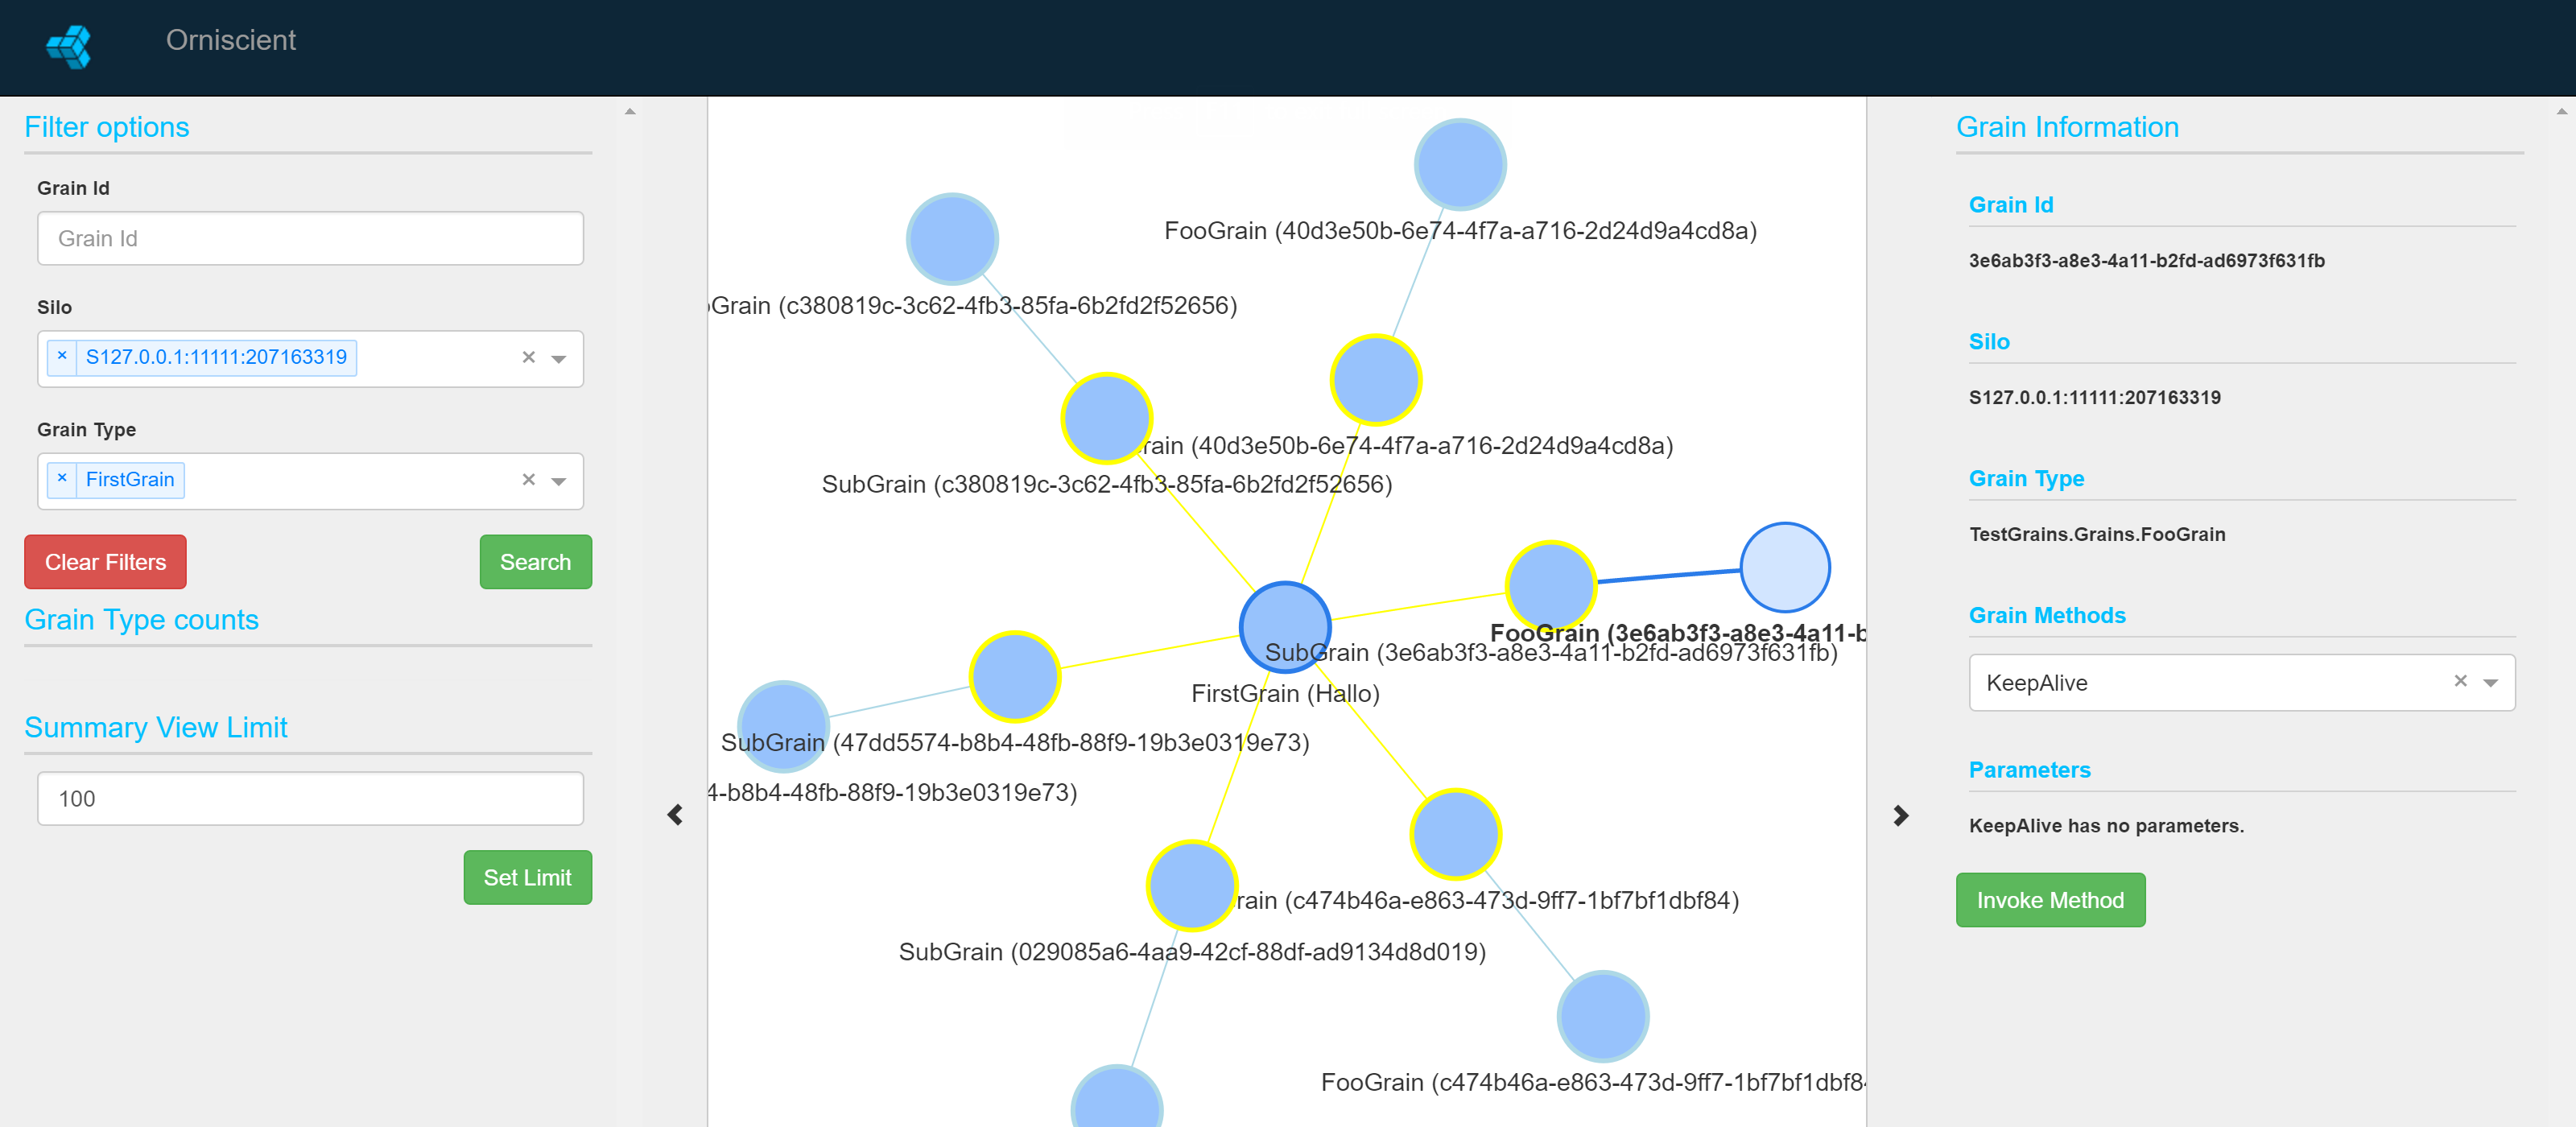 Orniscient
Filter options
Grain Id
Grain Id
Silo
× S127.0.0.1:11111:207163319 ×
Grain Type
× FirstGrain ×
Clear Filters
Search
Grain Type counts
Summary View Limit
100
Set Limit
FooGrain (40d3e50b-6e74-4f7a-a716-2d24d9a4cd8a)
Grain (c380819c-3c62-4fb3-85fa-6b2fd2f52656)
rain (40d3e50b-6e74-4f7a-a716-2d24d9a4cd8a)
SubGrain (c380819c-3c62-4fb3-85fa-6b2fd2f52656)
FooGrain (3e6ab3f3-a8e3-4a11-b
SubGrain (3e6ab3f3-a8e3-4a11-b2fd-ad6973f631fb)
FirstGrain (Hallo)
SubGrain (47dd5574-b8b4-48fb-88f9-19b3e0319e73)
4-b8b4-48fb-88f9-19b3e0319e73)
rain (c474b46a-e863-473d-9ff7-1bf7bf1dbf84)
SubGrain (029085a6-4aa9-42cf-88df-ad9134d8d019)
FooGrain (c474b46a-e863-473d-9ff7-1bf7bf1dbf84
Grain Information
Grain Id
3e6ab3f3-a8e3-4a11-b2fd-ad6973f631fb
Silo
S127.0.0.1:11111:207163319
Grain Type
TestGrains.Grains.FooGrain
Grain Methods
KeepAlive ×
Parameters
KeepAlive has no parameters.
Invoke Method